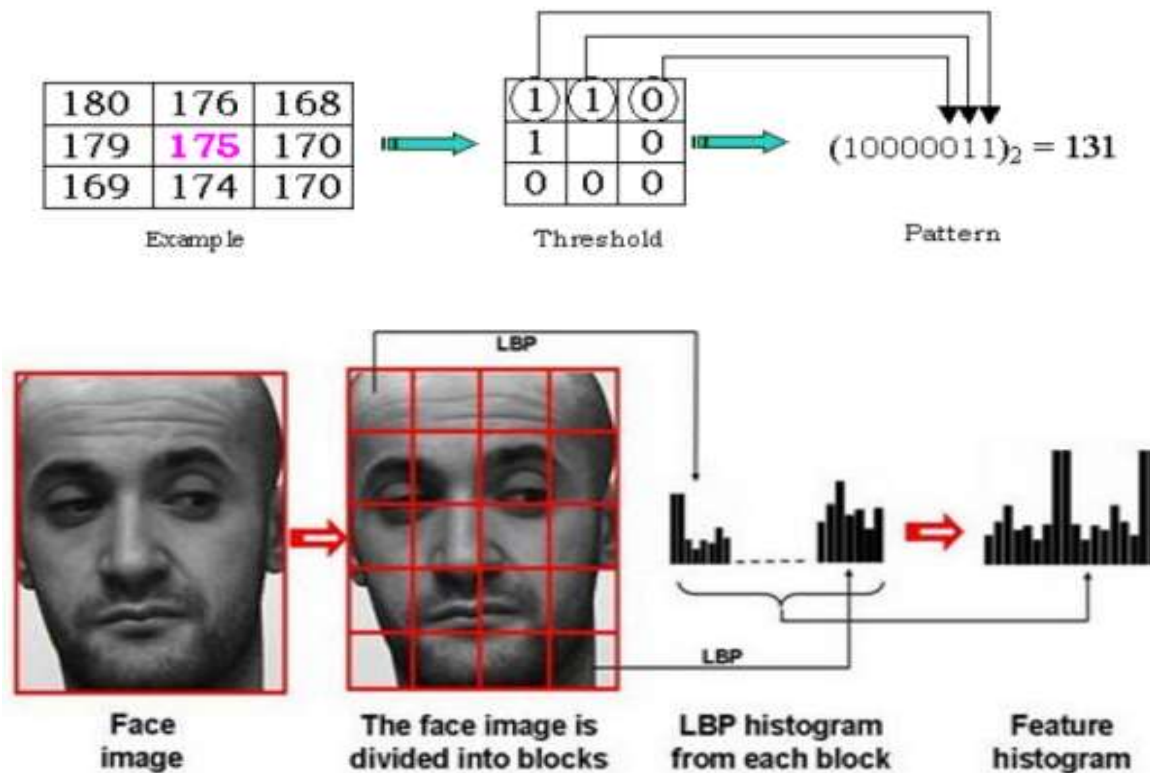 180 176 168
179 175 170
169 174 170
Example
1 1 0
1 0
0 0 0
Threshold
(10000011)2 = 131
Pattern
LBP
LBP
Face
image
The face image is
divided into blocks
LBP histogram
from each block
Feature
histogram